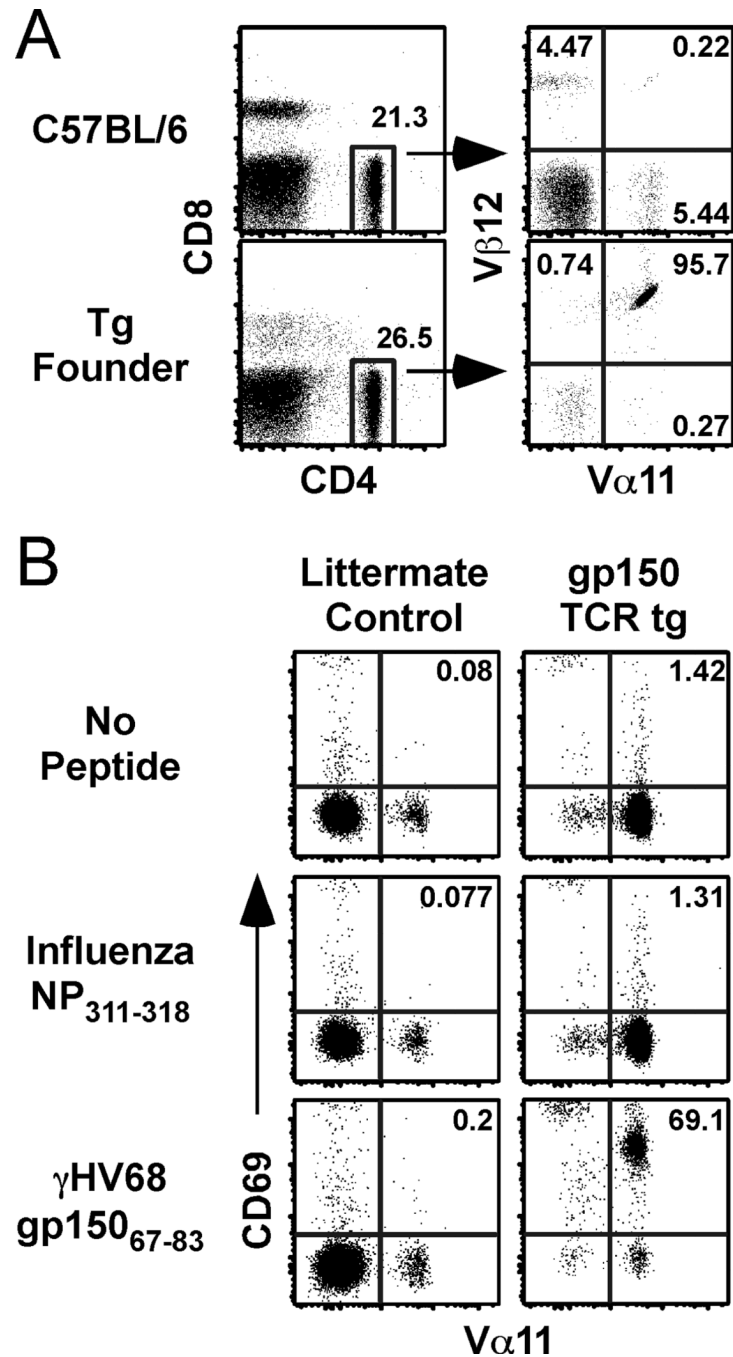 A
C57BL/6
CD8
21.3
Vβ12
4.47
0.22
5.44
Tg
Founder
26.5
0.74
95.7
0.27
CD4
Vα11
B
Littermate
Control
gp150
TCR tg
No
Peptide
0.08
1.42
Influenza
NP311-318
0.077
1.31
γHV68
gp15067-83
CD69
0.2
69.1
Vα11